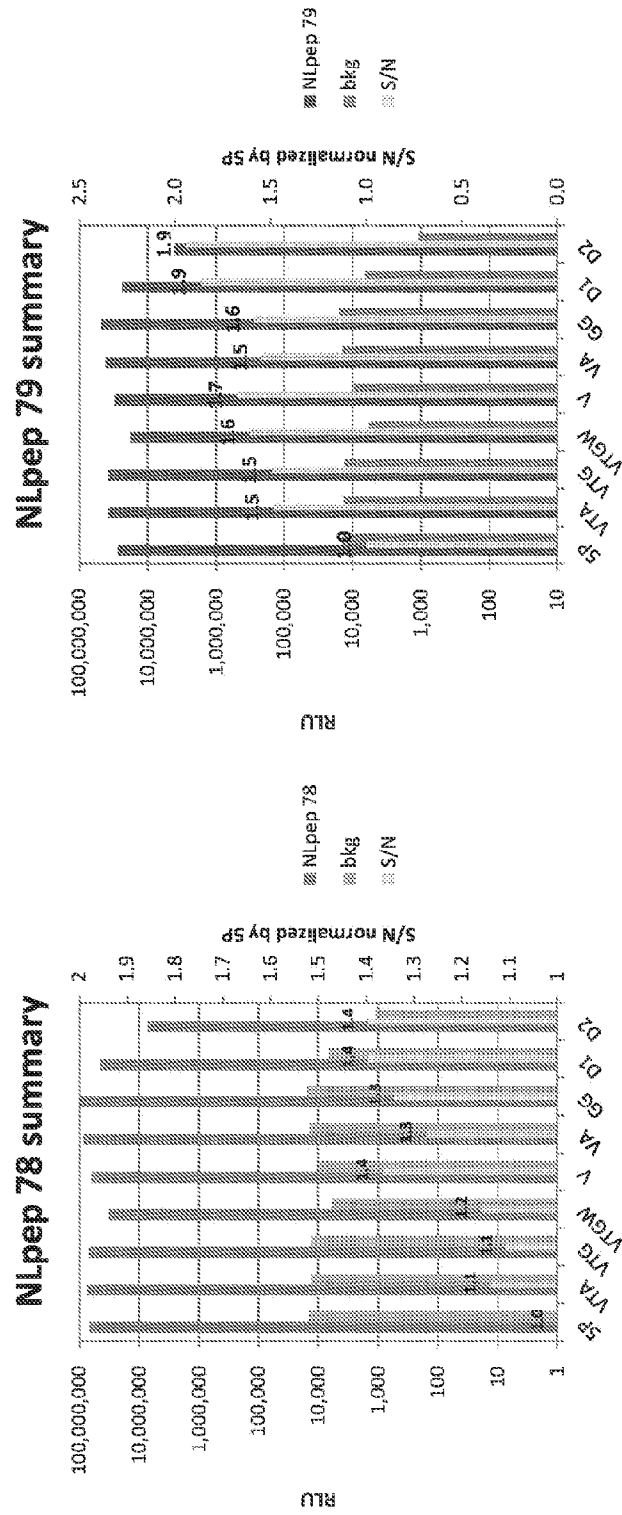 NLpep 78 summary
100,000,000
10,000,000
1,000,000
100,000
10,000
1,000
100
10
1
RLU
1.0
1.1
1.1
1.2
1.4
1.3
1.3
1.4
1.4
5P
VTA
VTG
VTGW
V
VA
GG
D1
D2
2
1.9
1.8
1.7
1.6
1.5
1.4
1.3
1.2
1.1
1
S/N normalized by 5P
NLpep 78
bkg
S/N
NLpep 79 summary
100,000,000
10,000,000
1,000,000
100,000
10,000
1,000
100
10
RLU
1.0
1.5
1.5
1.6
1.7
1.5
1.6
1.9
1.9
5P
VTA
VTG
VTGW
V
VA
GG
D1
D2
2.5
2.0
1.5
1.0
0.5
0.0
S/N normalized by 5P
NLpep 79
bkg
S/N